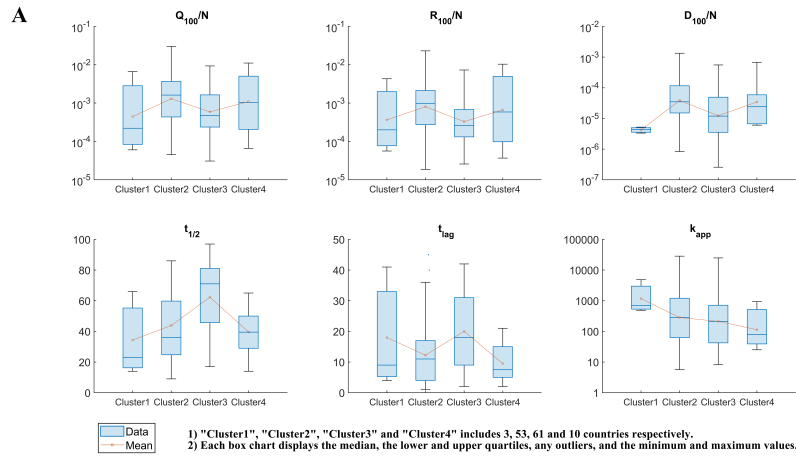 A
Q100/N
R100/N
D100/N
10^-1
10^-2
10^-3
10^-4
10^-5
Cluster1 Cluster2 Cluster3 Cluster4
10^-1
10^-2
10^-3
10^-4
10^-5
Cluster1 Cluster2 Cluster3 Cluster4
10^-2
10^-3
10^-4
10^-5
10^-6
10^-7
Cluster1 Cluster2 Cluster3 Cluster4
t1/2
tlag
kapp
100
80
60
40
20
0
Cluster1 Cluster2 Cluster3 Cluster4
50
40
30
20
10
0
Cluster1 Cluster2 Cluster3 Cluster4
100000
10000
1000
100
10
1
Cluster1 Cluster2 Cluster3 Cluster4
Data
Mean
1) "Cluster1", "Cluster2", "Cluster3" and "Cluster4" includes 3, 53, 61 and 10 countries respectively.
2) Each box chart displays the median, the lower and upper quartiles, any outliers, and the minimum and maximum values.